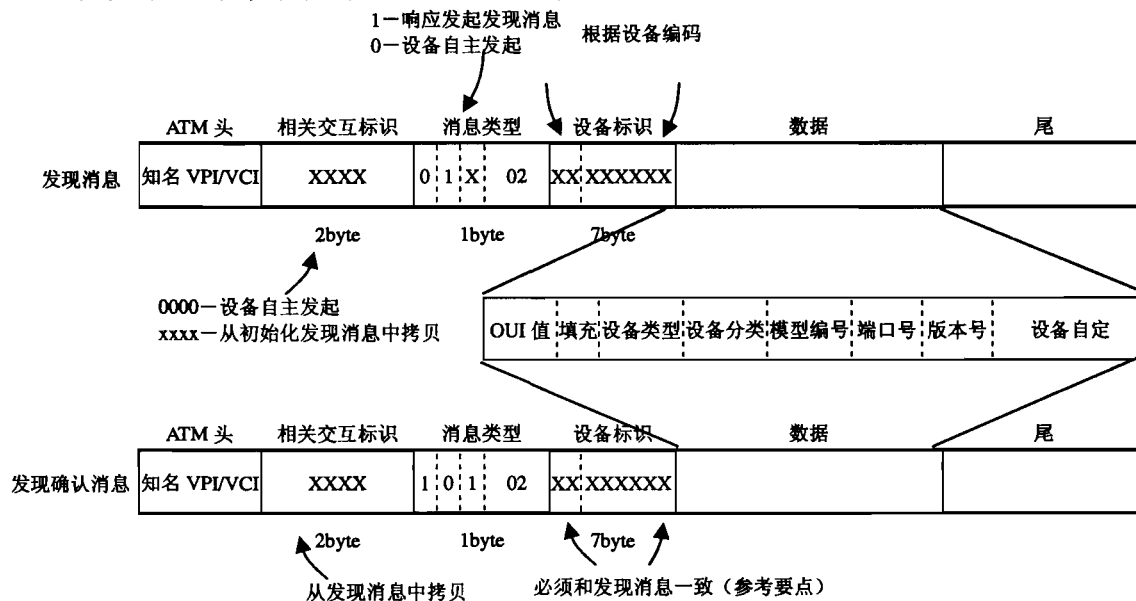 1－响应发起发现消息
0－设备自主发起
根据设备编码
ATM 头 相关交互标识 消息类型 设备标识 数据 尾
发现消息 知名 VPI/VCI XXXX 0 1 X 02 XX XXXXXX
2byte 1byte 7byte
0000－设备自主发起
xxxx－从初始化发现消息中拷贝
OUI 值 填充 设备类型 设备分类 模型编号 端口号 版本号 设备自定
ATM 头 相关交互标识 消息类型 设备标识 数据 尾
发现确认消息 知名 VPI/VCI XXXX 1 0 1 02 XX XXXXXX
2byte 1byte 7byte
从发现消息中拷贝
必须和发现消息一致（参考要点）